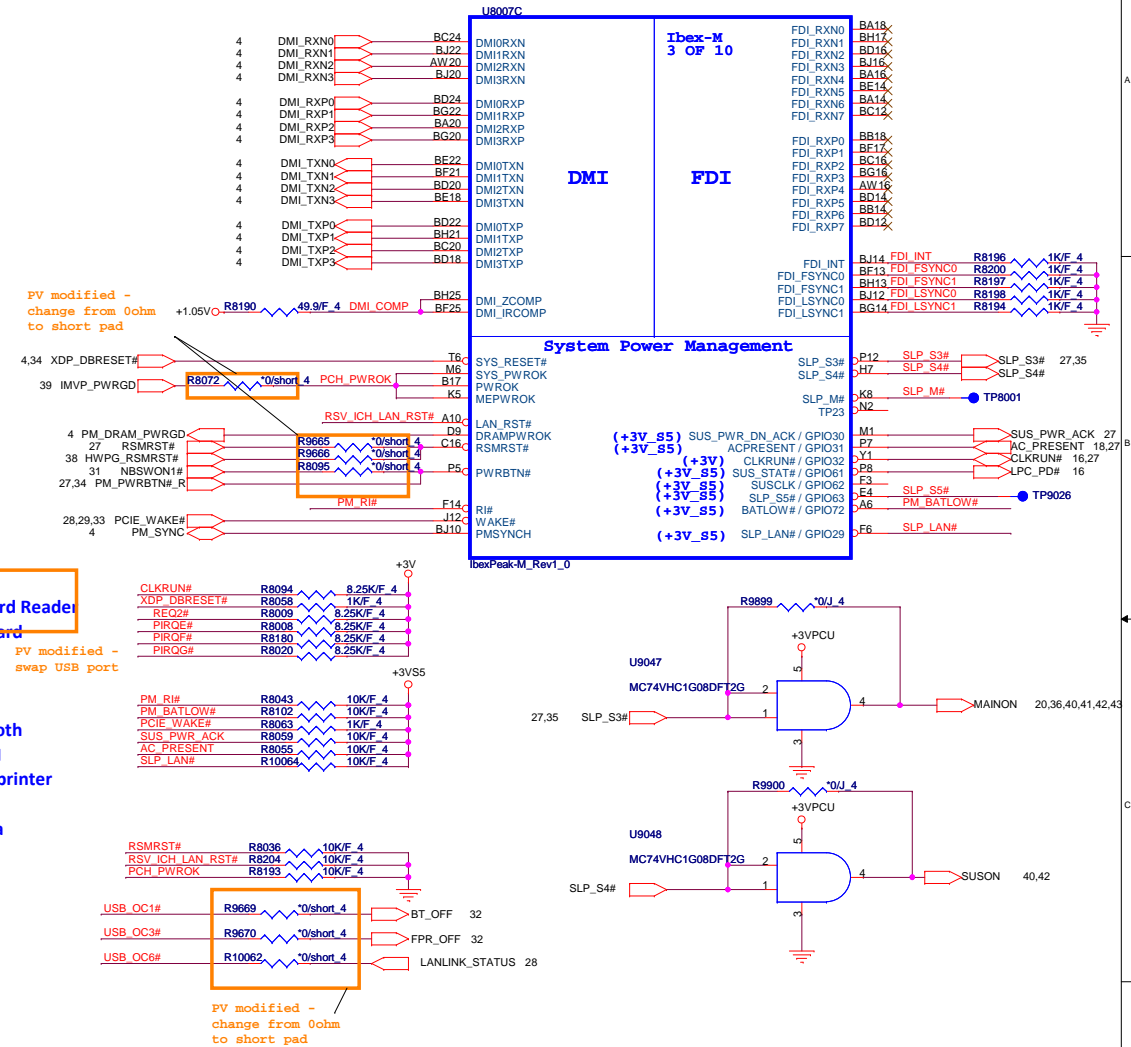 U8007C
Ibex-M
3 OF 10
DMI
FDI
4 DMI_RXN0 BC24 DMI0RXN
4 DMI_RXN1 BJ22 DMI1RXN
4 DMI_RXN2 AW20 DMI2RXN
4 DMI_RXN3 BJ20 DMI3RXN
4 DMI_RXP0 BD24 DMI0RXP
4 DMI_RXP1 BG22 DMI1RXP
4 DMI_RXP2 BA20 DMI2RXP
4 DMI_RXP3 BG20 DMI3RXP
4 DMI_TXN0 BE22 DMI0TXN
4 DMI_TXN1 BF21 DMI1TXN
4 DMI_TXN2 BD20 DMI2TXN
4 DMI_TXN3 BE18 DMI3TXN
4 DMI_TXP0 BD22 DMI0TXP
4 DMI_TXP1 BH21 DMI1TXP
4 DMI_TXP2 BC20 DMI2TXP
4 DMI_TXP3 BD18 DMI3TXP
FDI_RXN0 BA18
FDI_RXN1 BH17
FDI_RXN2 BD16
FDI_RXN3 BJ16
FDI_RXN4 BA16
FDI_RXN5 BE14
FDI_RXN6 BA14
FDI_RXN7 BC12
FDI_RXP0 BB18
FDI_RXP1 BF17
FDI_RXP2 BC16
FDI_RXP3 BG16
FDI_RXP4 AW16
FDI_RXP5 BD14
FDI_RXP6 BB14
FDI_RXP7 BD12
FDI_INT BJ14 FDI_INT R8196 1K/F_4
FDI_FSYNC0 BF13 FDI_FSYNC0 R8200 1K/F_4
FDI_FSYNC1 BH13 FDI_FSYNC1 R8197 1K/F_4
FDI_LSYNC0 BJ12 FDI_LSYNC0 R8198 1K/F_4
FDI_LSYNC1 BG14 FDI_LSYNC1 R8194 1K/F_4
PV modified -
change from 0ohm
to short pad
+1.05V R8190 49.9/F_4 DMI_COMP BH25 DMI_ZCOMP
BF25 DMI_IRCOMP
System Power Management
4,34 XDP_DBRESET# T6 SYS_RESET#
M6 SYS_PWROK
39 IMVP_PWRGD R8072 *0/short_4 PCH_PWROK B17 PWROK
K5 MEPWROK
RSV_ICH_LAN_RST# A10 LAN_RST#
4 PM_DRAM_PWRGD D9 DRAMPWROK
27 RSMRST# R9665 *0/short_4 C16 RSMRST#
38 HWPG_RSMRST# R9666 *0/short_4
31 NBSWON1# R8095 *0/short_4 P5 PWRBTN#
27,34 PM_PWRBTN#_R
PM_RI# F14 RI#
28,29,33 PCIE_WAKE# J12 WAKE#
4 PM_SYNC BJ10 PMSYNCH
SLP_S3# P12 SLP_S3# SLP_S3# 27,35
SLP_S4# H7 SLP_S4# SLP_S4#
SLP_M# K8 SLP_M# TP8001
TP23 N2
(+3V_S5) SUS_PWR_DN_ACK / GPIO30 M1 SUS_PWR_ACK 27
(+3V_S5) ACPRESENT / GPIO31 P7 AC_PRESENT 18,27
(+3V) CLKRUN# / GPIO32 Y1 CLKRUN# 16,27
(+3V_S5) SUS_STAT# / GPIO61 P8 LPC_PD# 16
(+3V_S5) SUSCLK / GPIO62 F3
(+3V_S5) SLP_S5# / GPIO63 E4 SLP_S5# TP9026
(+3V_S5) BATLOW# / GPIO72 A6 PM_BATLOW#
(+3V_S5) SLP_LAN# / GPIO29 F6 SLP_LAN#
IbexPeak-M_Rev1_0
+3V
CLKRUN# R8094 8.25K/F_4
XDP_DBRESET# R8058 1K/F_4
REQ2# R8009 8.25K/F_4
PIRQE# R8008 8.25K/F_4
PIRQF# R8180 8.25K/F_4
PIRQG# R8020 8.25K/F_4
rd Reader
ard
PV modified -
swap USB port
+3VS5
PM_RI# R8043 10K/F_4
PM_BATLOW# R8102 10K/F_4
PCIE_WAKE# R8063 1K/F_4
SUS_PWR_ACK R8059 10K/F_4
AC_PRESENT R8055 10K/F_4
SLP_LAN# R10064 10K/F_4
oth
printer
RSMRST# R8036 10K/F_4
RSV_ICH_LAN_RST# R8204 10K/F_4
PCH_PWROK R8193 10K/F_4
USB_OC1# R9669 *0/short_4 BT_OFF 32
USB_OC3# R9670 *0/short_4 FPR_OFF 32
USB_OC6# R10062 *0/short_4 LANLINK_STATUS 28
PV modified -
change from 0ohm
to short pad
R9899 *0/J_4
+3VPCU
U9047
MC74VHC1G08DFT2G
5
2
27,35 SLP_S3# 1
4 MAINON 20,36,40,41,42,43
3
R9900 *0/J_4
+3VPCU
U9048
MC74VHC1G08DFT2G
5
2
SLP_S4# 1
4 SUSON 40,42
3
A
B
C